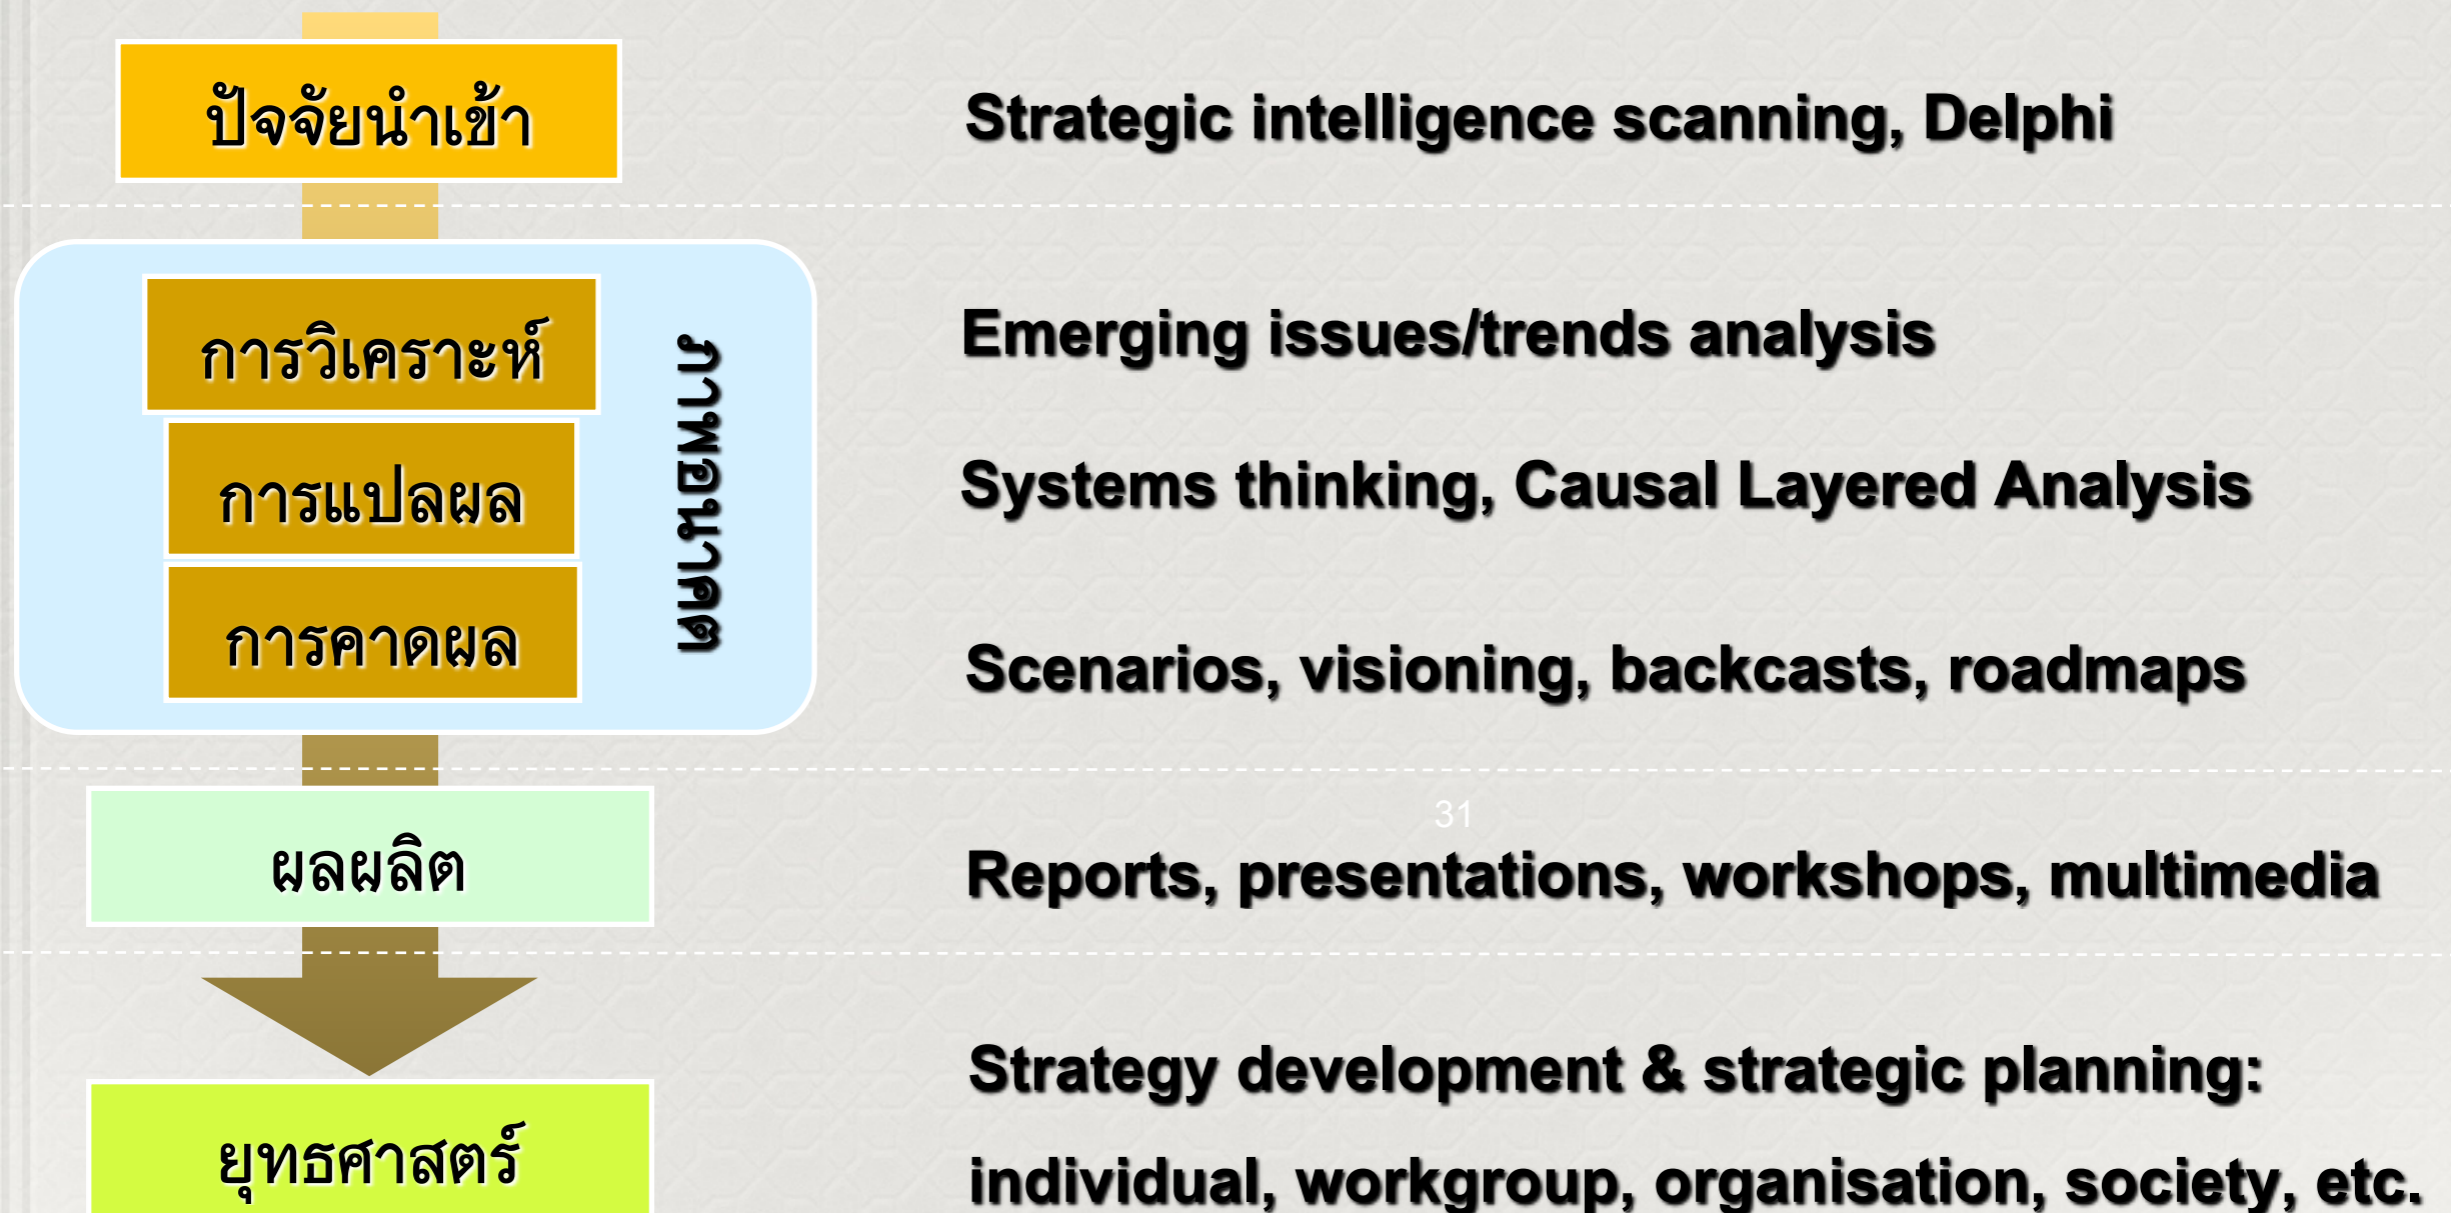 ปัจจัยนำเข้า
Strategic intelligence scanning, Delphi
การวิเคราะห์
Emerging issues/trends analysis
ภาพอนาคต
การแปลผล
Systems thinking, Causal Layered Analysis
การคาดผล
Scenarios, visioning, backcasts, roadmaps
31
ผลผลิต
Reports, presentations, workshops, multimedia
ยุทธศาสตร์
Strategy development & strategic planning:
individual, workgroup, organisation, society, etc.